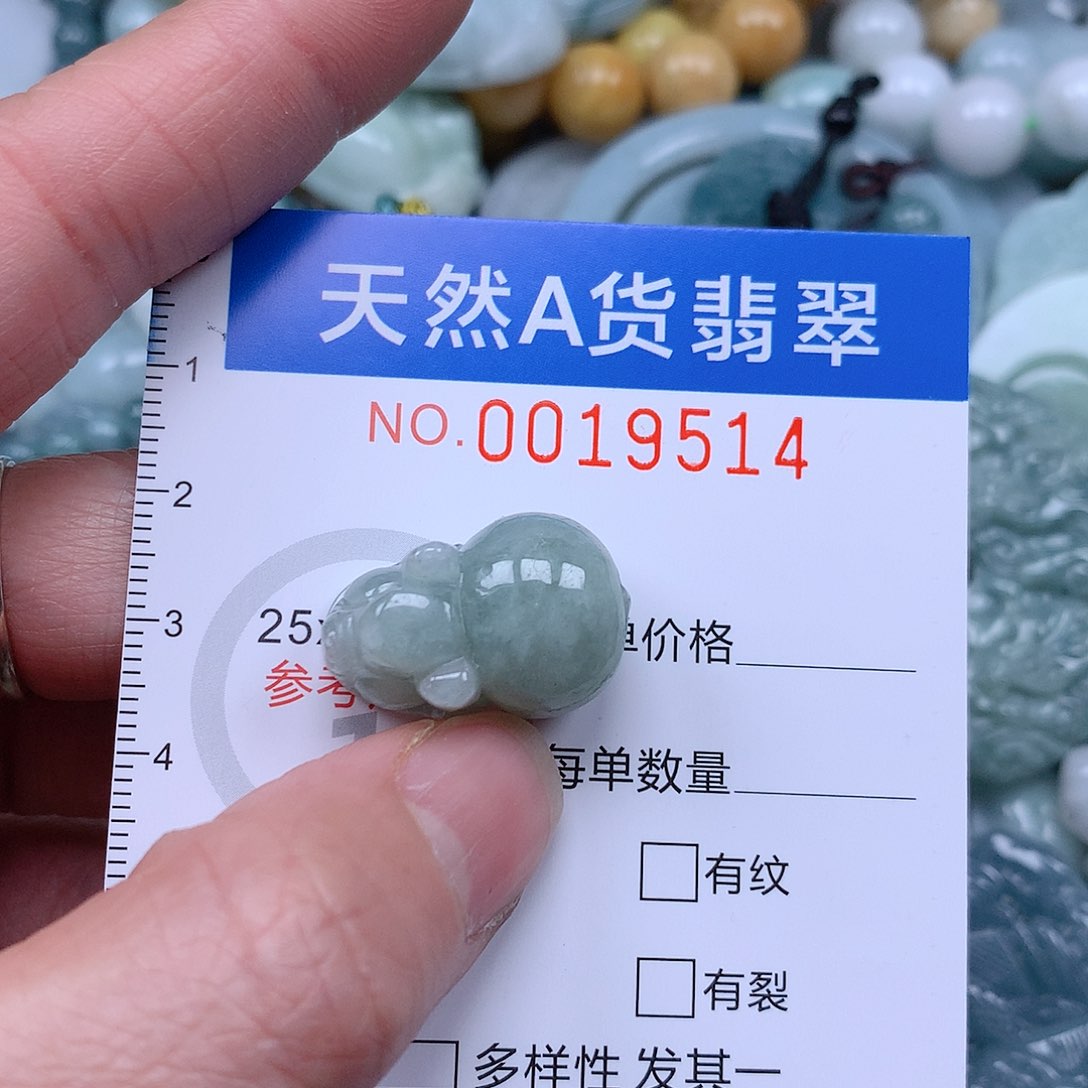 天然A货翡翠
NO.0019514
1
2
3
4
25
单价格
参考
每单数量
有纹
有裂
多样性 发其一